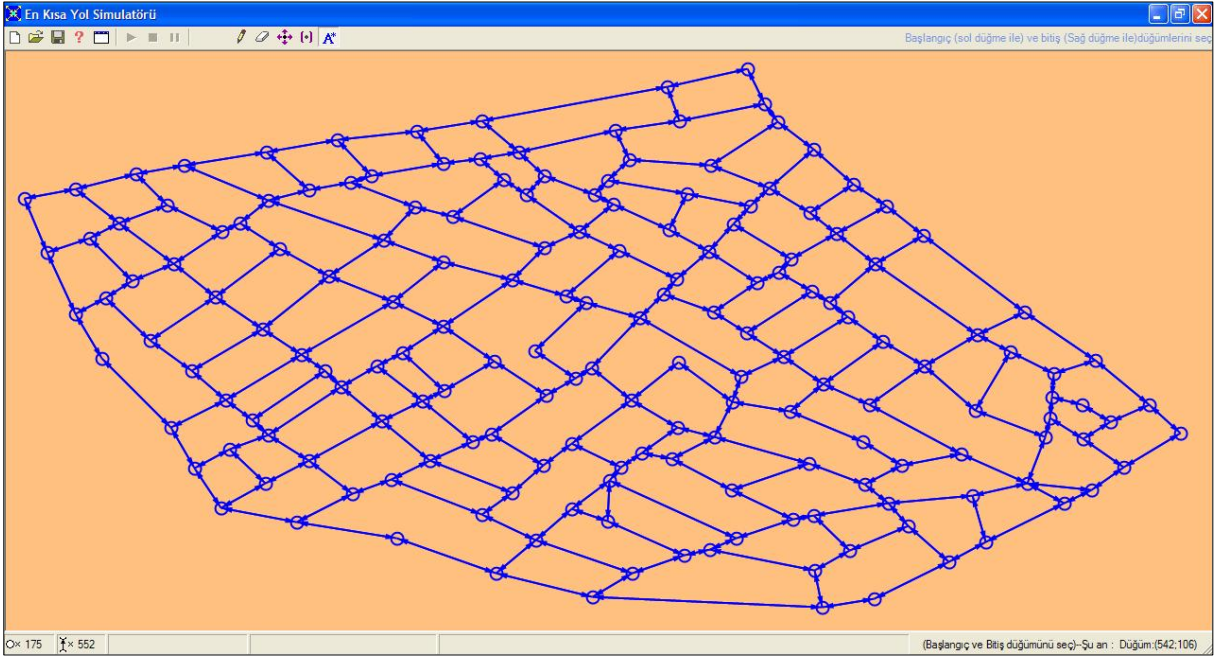 En Kısa Yol Simulatörü
A*
Başlangıç (sol düğme ile) ve bitiş (Sağ düğme ile)düğümlerini seç
× 175
× 552
(Başlangıç ve Bitiş düğümünü seç)--Şu an : Düğüm:(542;106)